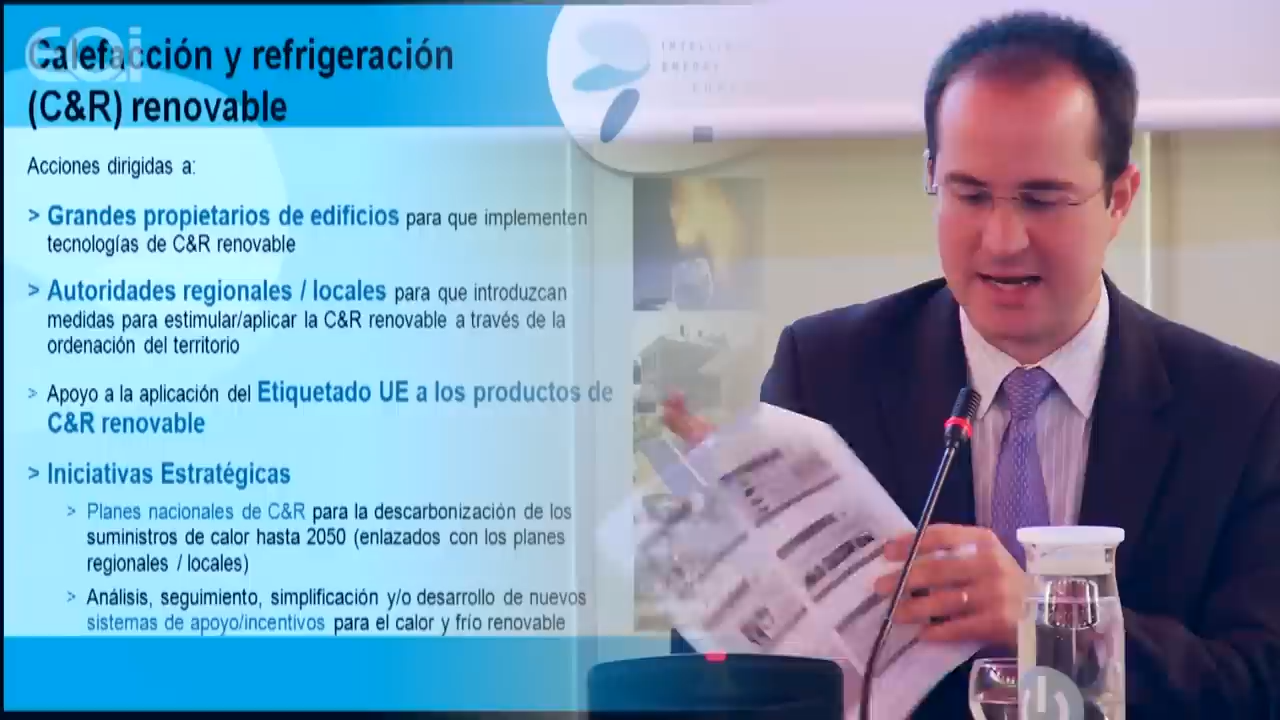 EOi
Calefacción y refrigeración
(C&R) renovable
Acciones dirigidas a:
> Grandes propietarios de edificios para que implementen
tecnologías de C&R renovable
> Autoridades regionales / locales para que introduzcan
medidas para estimular/aplicar la C&R renovable a través de la
ordenación del territorio
> Apoyo a la aplicación del Etiquetado UE a los productos de
C&R renovable
> Iniciativas Estratégicas
> Planes nacionales de C&R para la descarbonización de los
suministros de calor hasta 2050 (enlazados con los planes
regionales / locales)
> Análisis, seguimiento, simplificación y/o desarrollo de nuevos
sistemas de apoyo/incentivos para el calor y frío renovable